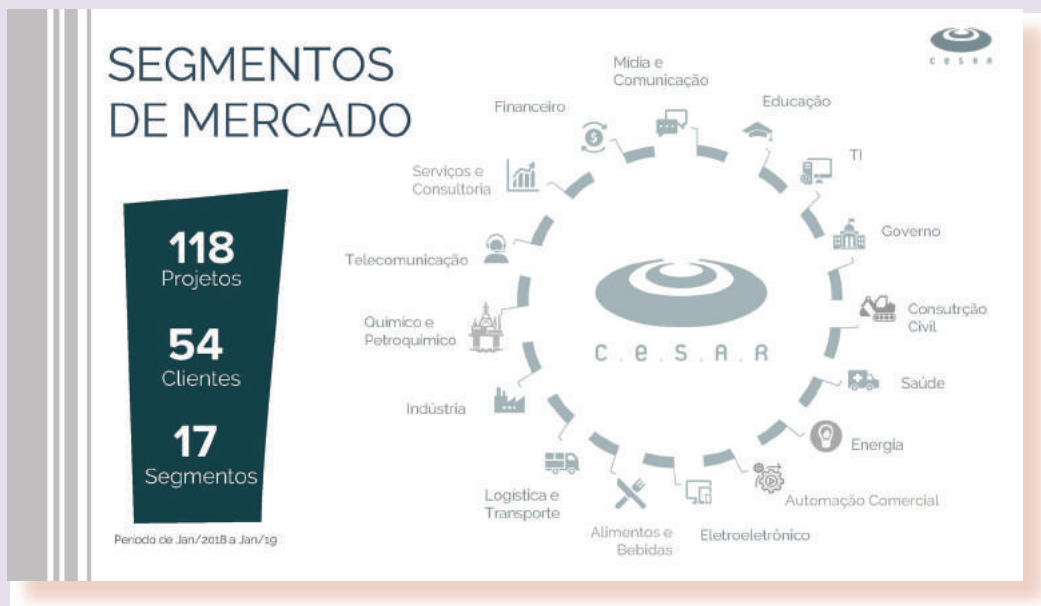 SEGMENTOS
DE MERCADO
C E S A R
118
Projetos
54
Clientes
17
Segmentos
Período de Jan/2018 a Jan/19
Mídia e
Comunicação
Educação
TI
Governo
Consutrção
Civil
Saúde
Energia
Automação Comercial
Eletroeletrônico
Alimentos e
Bebidas
Logística e
Transporte
Indústria
Químico e
Petroquímico
Telecomunicação
Serviços e
Consultoria
Financeiro
C . e . S . A . R